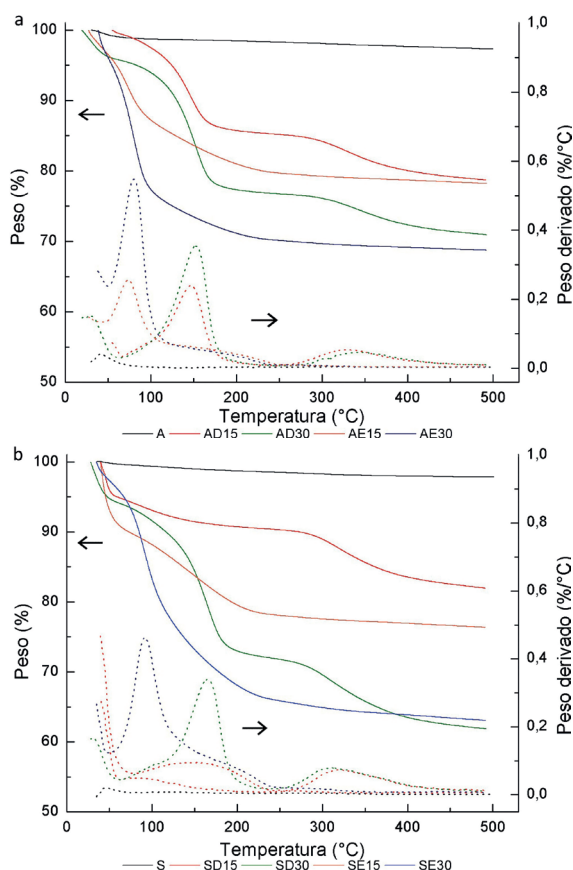 a
100
90
80
70
60
50
Peso (%)
1,0
0,8
0,6
0,4
0,2
0,0
Peso derivado (%/°C)
0
100
200
300
400
500
Temperatura (°C)
A
AD15
AD30
AE15
AE30
b
100
90
80
70
60
50
Peso (%)
1,0
0,8
0,6
0,4
0,2
0,0
Peso derivado (%/°C)
0
100
200
300
400
500
Temperatura (°C)
S
SD15
SD30
SE15
SE30